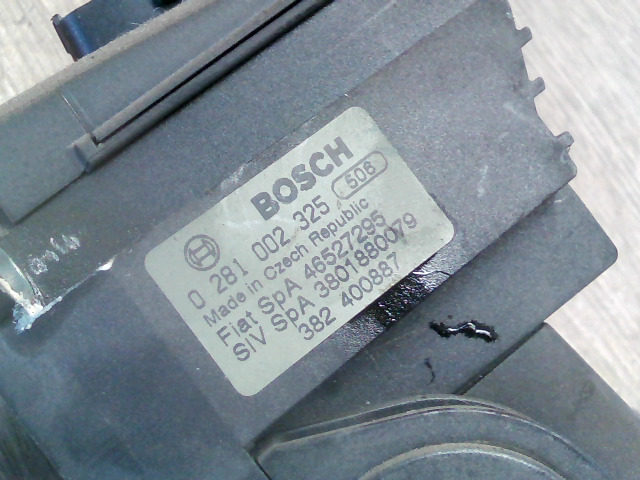 BOSCH
0 281 002 325 506
Made in Czech Republic
Fiat SpA 46527295
SIV SpA 3801880079
382 400887